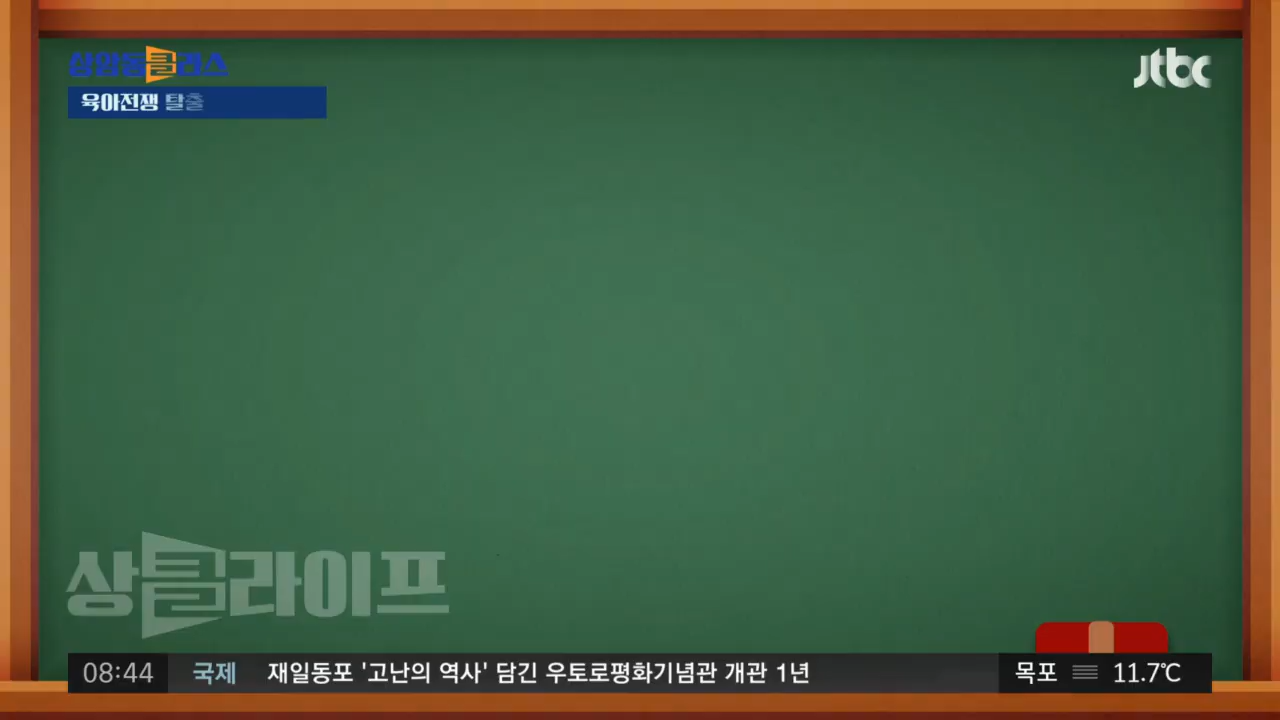 상암동클라스
jtbc
육아전쟁 탈출
상클라이프
08:44 국제 재일동포 '고난의 역사' 담긴 우토로평화기념관 개관 1년 목포 11.7℃